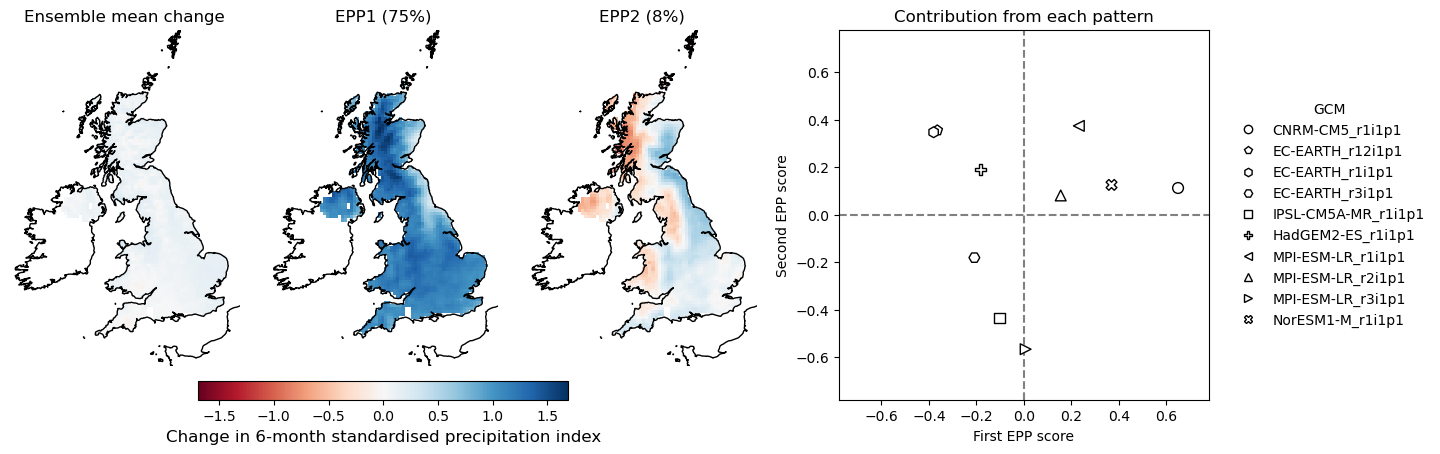 Ensemble mean change
EPP1 (75%)
EPP2 (8%)
−1.5 −1.0 −0.5 0.0 0.5 1.0 1.5
Change in 6-month standardised precipitation index
Contribution from each pattern
Second EPP score
0.6
0.4
0.2
0.0
−0.2
−0.4
−0.6
−0.6 −0.4 −0.2 0.0 0.2 0.4 0.6
First EPP score
GCM
CNRM-CM5_r1i1p1
EC-EARTH_r12i1p1
EC-EARTH_r1i1p1
EC-EARTH_r3i1p1
IPSL-CM5A-MR_r1i1p1
HadGEM2-ES_r1i1p1
MPI-ESM-LR_r1i1p1
MPI-ESM-LR_r2i1p1
MPI-ESM-LR_r3i1p1
NorESM1-M_r1i1p1